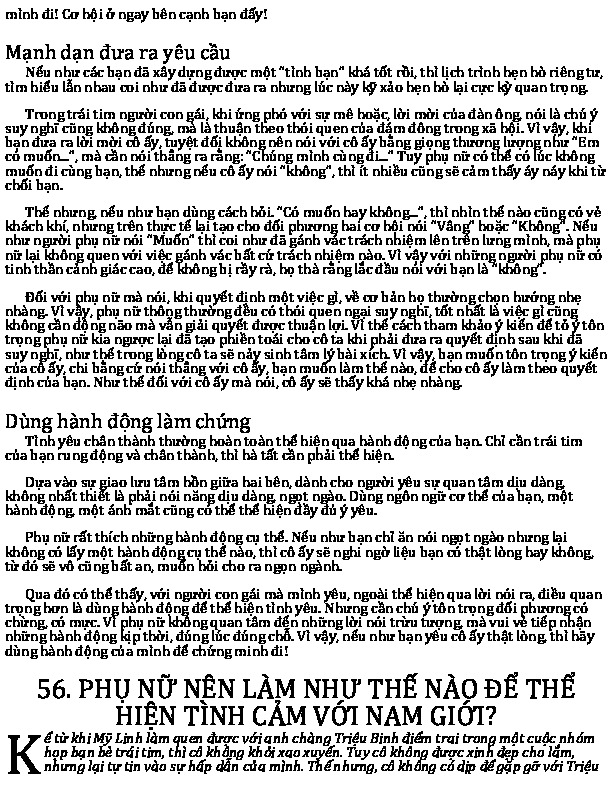 mình đi! Cơ hội ở ngay bên cạnh bạn đấy!
Mạnh dạn đưa ra yêu cầu
Nếu như các bạn đã xây dựng được một “tình bạn” khá tốt rồi, thì lịch trình hẹn hò riêng tư,
tìm hiểu lẫn nhau coi như đã được đưa ra nhưng lúc này kỹ xảo hẹn hò lại cực kỳ quan trọng.
Trong trái tim người con gái, khi ứng phó với sự mê hoặc, lời mời của đàn ông, nói là chú ý
suy nghĩ cũng không đúng, mà là thuận theo thói quen của đám đông trong xã hội. Vì vậy, khi
bạn đưa ra lời mời cô ấy, tuyệt đối không nên nói với cô ấy bằng giọng thương lượng như “Em
có muốn...”, mà cần nói thẳng ra rằng: “Chúng mình cùng đi...” Tuy phụ nữ có thể có lúc không
muốn đi cùng bạn, thế nhưng nếu cô ấy nói “không”, thì ít nhiều cũng sẽ cảm thấy áy náy khi từ
chối bạn.
Thế nhưng, nếu như bạn dùng cách hỏi. “Có muốn hay không...”, thì nhìn thế nào cũng có vẻ
khách khí, nhưng trên thực tế lại tạo cho đối phương hai cơ hội nói “Vâng” hoặc “Không”. Nếu
như người phụ nữ nói “Muốn” thì coi như đã gánh vác trách nhiệm lên trên lưng mình, mà phụ
nữ lại không quen với việc gánh vác bất cứ trách nhiệm nào. Vì vậy với những người phụ nữ có
tinh thần cảnh giác cao, để không bị rầy rà, họ thà rằng lắc đầu nói với bạn là “không”.
Đối với phụ nữ mà nói, khi quyết định một việc gì, về cơ bản họ thường chọn hướng nhẹ
nhàng. Vì vậy, phụ nữ thông thường đều có thói quen ngại suy nghĩ, tốt nhất là việc gì cũng
không cần động não mà vẫn giải quyết được thuận lợi. Vì thế cách tham khảo ý kiến để tỏ ý tôn
trọng phụ nữ kia ngược lại đã tạo phiền toái cho cô ta khi phải đưa ra quyết định sau khi đã
suy nghĩ, như thế trong lòng cô ta sẽ nảy sinh tâm lý bài xích. Vì vậy, bạn muốn tôn trọng ý kiến
của cô ấy, chi bằng cứ nói thẳng với cô ấy, bạn muốn làm thế nào, để cho cô ấy làm theo quyết
định của bạn. Như thế đối với cô ấy mà nói, cô ấy sẽ thấy khá nhẹ nhàng.
Dùng hành động làm chứng
Tình yêu chân thành thường hoàn toàn thể hiện qua hành động của bạn. Chỉ cần trái tim
của bạn rung động và chân thành, thì hà tất cần phải thể hiện.
Dựa vào sự giao lưu tâm hồn giữa hai bên, dành cho người yêu sự quan tâm dịu dàng,
không nhất thiết là phải nói năng dịu dàng, ngọt ngào. Dùng ngôn ngữ cơ thể của bạn, một
hành động, một ánh mắt cũng có thể thể hiện đầy đủ ý yêu.
Phụ nữ rất thích những hành động cụ thể. Nếu như bạn chỉ ăn nói ngọt ngào nhưng lại
không có lấy một hành động cụ thể nào, thì cô ấy sẽ nghi ngờ liệu bạn có thật lòng hay không,
từ đó sẽ vô cùng bất an, muốn hỏi cho ra ngọn ngành.
Qua đó có thể thấy, với người con gái mà mình yêu, ngoài thể hiện qua lời nói ra, điều quan
trọng hơn là dùng hành động để thể hiện tình yêu. Nhưng cần chú ý tôn trọng đối phương có
chừng, có mực. Vì phụ nữ không quan tâm đến những lời nói trừu tượng, mà vui vẻ tiếp nhận
những hành động kịp thời, đúng lúc đúng chỗ. Vì vậy, nếu như bạn yêu cô ấy thật lòng, thì hãy
dùng hành động của mình để chứng minh đi!
56. PHỤ NỮ NÊN LÀM NHƯ THẾ NÀO ĐỂ THỂ
HIỆN TÌNH CẢM VỚI NAM GIỚI?
Kể từ khi Mỹ Linh làm quen được với anh chàng Triệu Bình điểm trai trong một cuộc nhóm
họp bạn bè trái tim, thì cô không khỏi xao xuyến. Tuy cô không được xinh đẹp cho lắm,
nhưng lại tự tin vào sự hấp dẫn của mình. Thế nhưng, cô không có dịp để gặp gỡ với Triệu